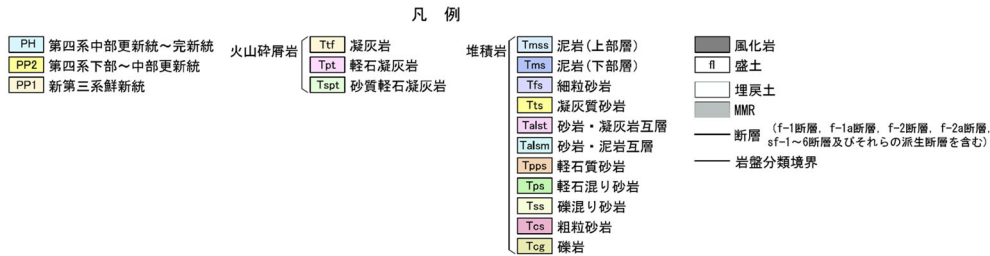 凡 例
PH 第四系中部更新統～完新統
PP2 第四系下部～中部更新統
PP1 新第三系鮮新統
火山砕屑岩
Ttf 凝灰岩
Tpt 軽石凝灰岩
Tspt 砂質軽石凝灰岩
堆積岩
Tmss 泥岩(上部層)
Tms 泥岩(下部層)
Tfs 細粒砂岩
Tts 凝灰質砂岩
Talst 砂岩・凝灰岩互層
Talsm 砂岩・泥岩互層
Tpps 軽石質砂岩
Tps 軽石混り砂岩
Tss 礫混り砂岩
Tcs 粗粒砂岩
Tcg 礫岩
風化岩
fl 盛土
埋戻土
MMR
断層 (f-1断層, f-1a断層, f-2断層, f-2a断層,
sf-1～6断層及びそれらの派生断層を含む)
岩盤分類境界